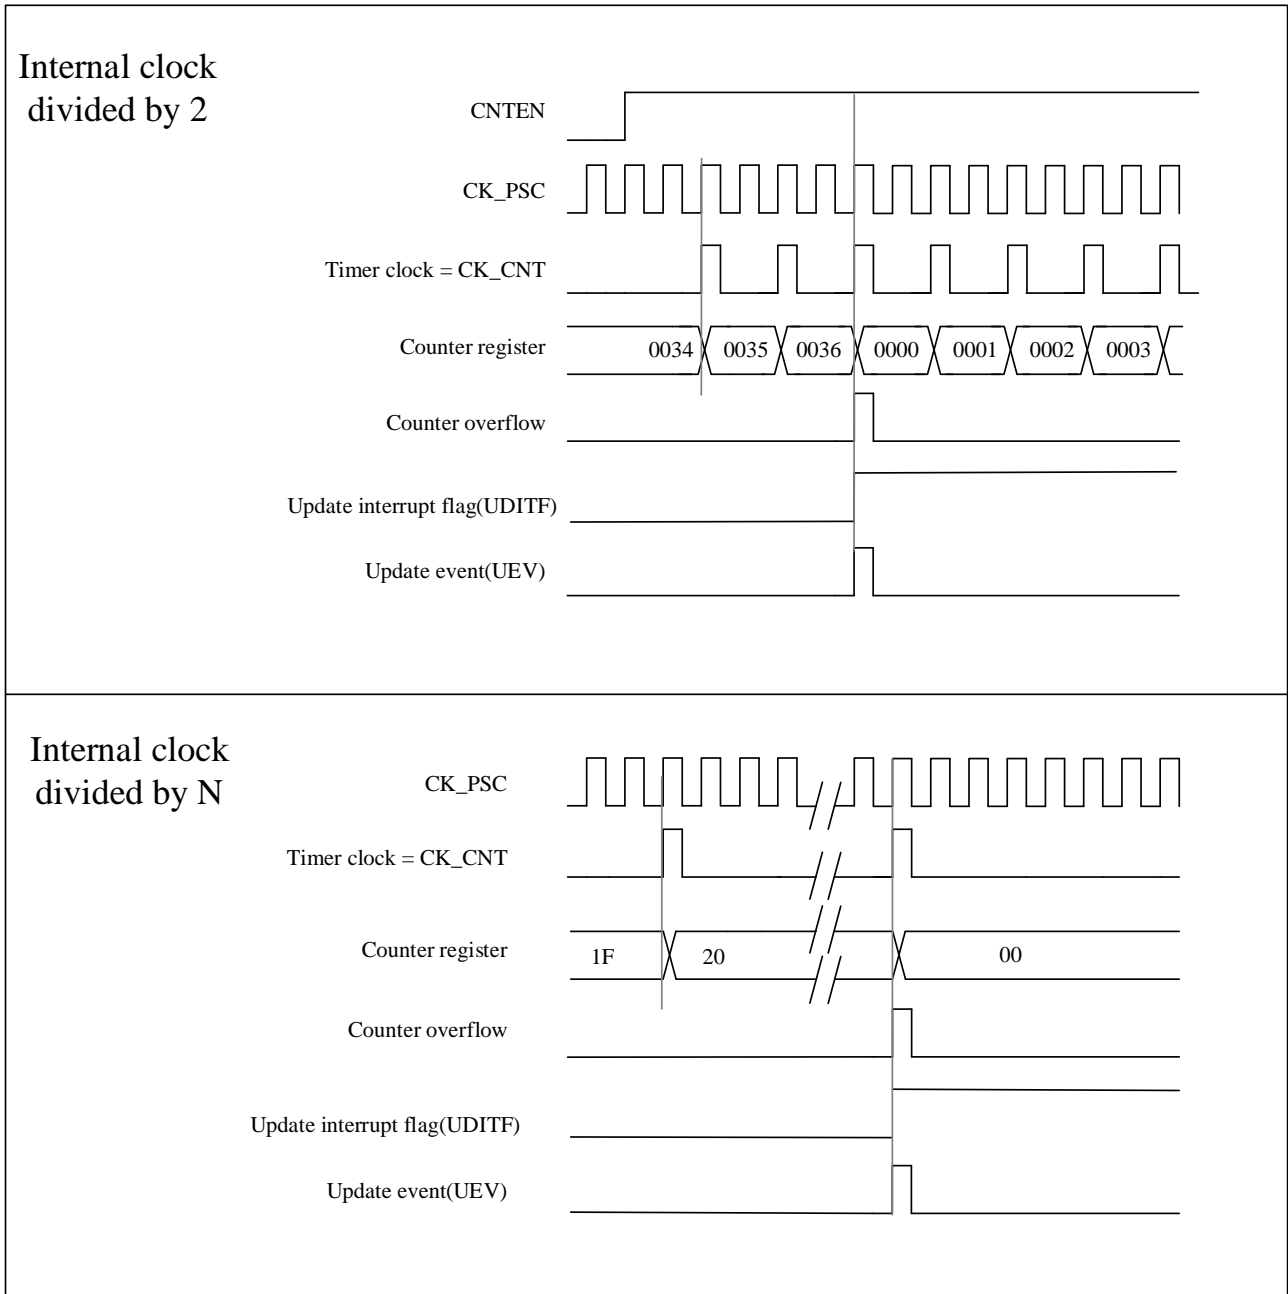 Internal clock
divided by 2
CNTEN
CK_PSC
Timer clock = CK_CNT
Counter register
0034 0035 0036 0000 0001 0002 0003
Counter overflow
Update interrupt flag(UDITF)
Update event(UEV)
Internal clock
divided by N
CK_PSC
Timer clock = CK_CNT
Counter register
1F 20 00
Counter overflow
Update interrupt flag(UDITF)
Update event(UEV)